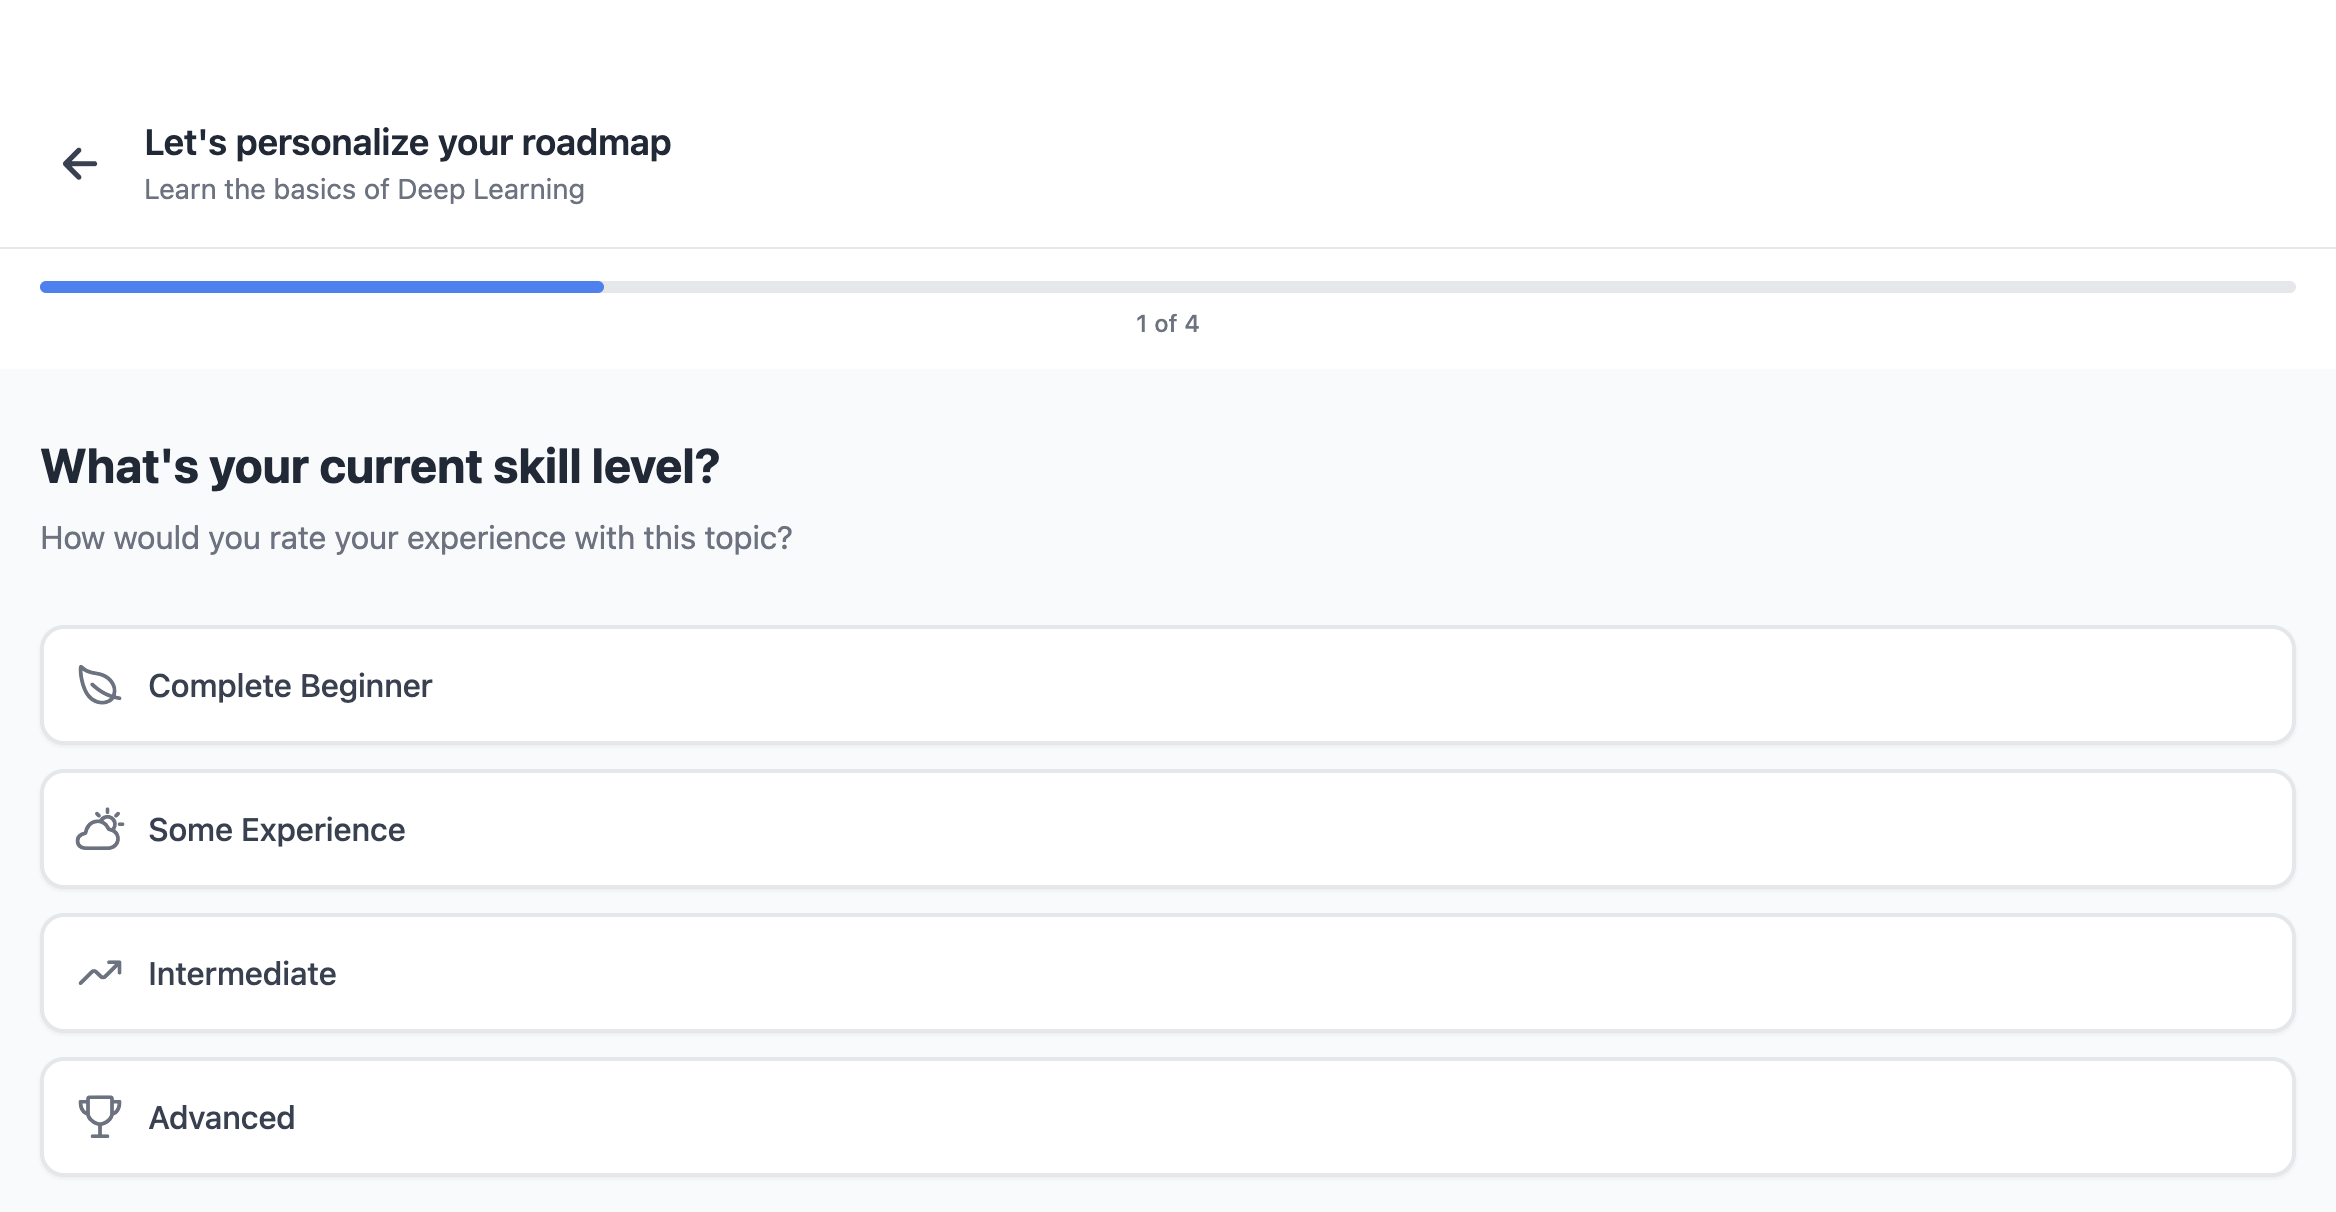 Let's personalize your roadmap
Learn the basics of Deep Learning
1 of 4
What's your current skill level?
How would you rate your experience with this topic?
Complete Beginner
Some Experience
Intermediate
Advanced